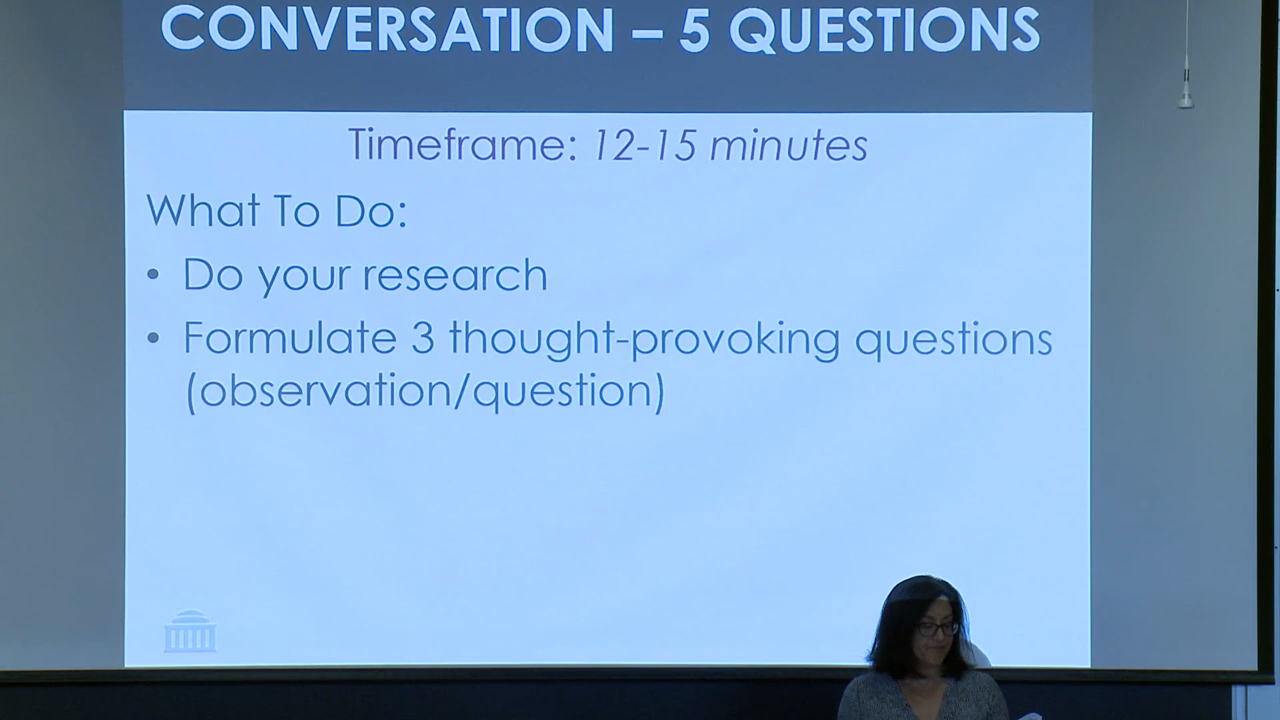 CONVERSATION – 5 QUESTIONS
Timeframe: 12-15 minutes
What To Do:
• Do your research
• Formulate 3 thought-provoking questions
(observation/question)